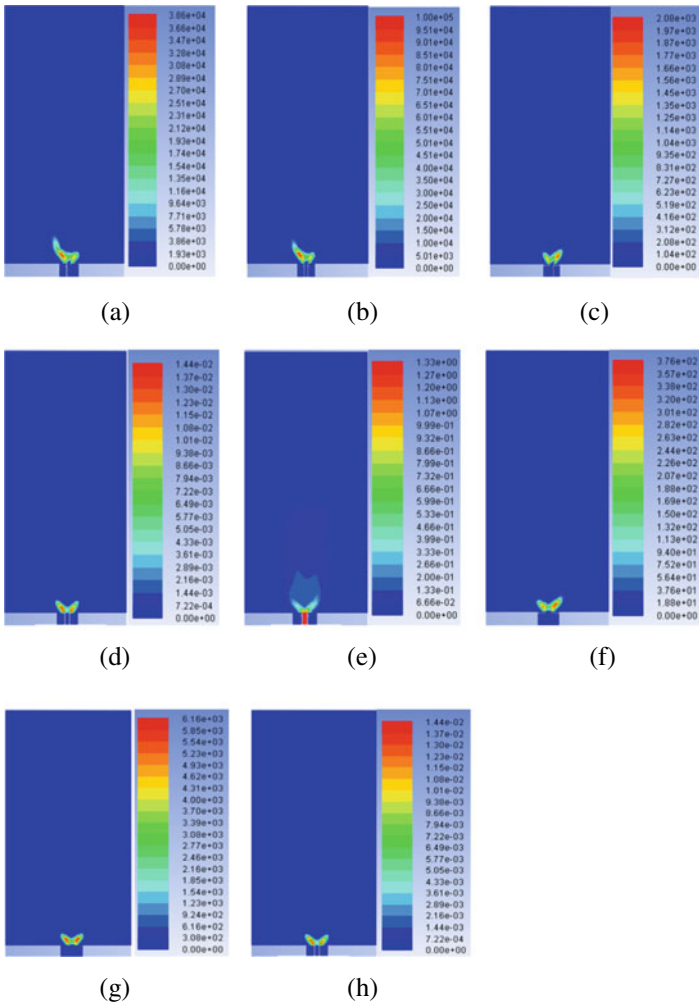 3.86e+04
3.66e+04
3.47e+04
3.28e+04
3.08e+04
2.89e+04
2.70e+04
2.51e+04
2.31e+04
2.12e+04
1.93e+04
1.74e+04
1.54e+04
1.35e+04
1.16e+04
9.64e+03
7.71e+03
5.78e+03
3.86e+03
1.93e+03
0.00e+00
(a)
1.00e+05
9.51e+04
9.01e+04
8.51e+04
8.01e+04
7.51e+04
7.01e+04
6.51e+04
6.01e+04
5.51e+04
5.01e+04
4.51e+04
4.01e+04
3.50e+04
3.00e+04
2.50e+04
2.00e+04
1.50e+04
1.00e+04
5.01e+03
0.00e+00
(b)
2.08e+03
1.97e+03
1.87e+03
1.77e+03
1.66e+03
1.56e+03
1.45e+03
1.35e+03
1.25e+03
1.14e+03
1.04e+03
9.35e+02
8.31e+02
7.27e+02
6.23e+02
5.19e+02
4.16e+02
3.12e+02
2.08e+02
1.04e+02
0.00e+00
(c)
1.44e-02
1.37e-02
1.30e-02
1.23e-02
1.15e-02
1.08e-02
1.01e-02
9.38e-03
8.66e-03
7.94e-03
7.22e-03
6.49e-03
5.77e-03
5.05e-03
4.33e-03
3.61e-03
2.89e-03
2.16e-03
1.44e-03
7.22e-04
0.00e+00
(d)
1.33e+00
1.27e+00
1.20e+00
1.13e+00
1.07e+00
9.99e-01
9.32e-01
8.66e-01
7.99e-01
7.32e-01
6.66e-01
5.99e-01
5.33e-01
4.66e-01
3.99e-01
3.33e-01
2.66e-01
2.00e-01
1.33e-01
6.66e-02
0.00e+00
(e)
3.76e+02
3.57e+02
3.38e+02
3.20e+02
3.01e+02
2.82e+02
2.63e+02
2.44e+02
2.26e+02
2.07e+02
1.88e+02
1.69e+02
1.50e+02
1.32e+02
1.13e+02
9.40e+01
7.52e+01
5.64e+01
3.76e+01
1.88e+01
0.00e+00
(f)
6.16e+03
5.85e+03
5.54e+03
5.23e+03
4.93e+03
4.62e+03
4.31e+03
4.00e+03
3.70e+03
3.39e+03
3.08e+03
2.77e+03
2.46e+03
2.16e+03
1.85e+03
1.54e+03
1.23e+03
9.24e+02
6.16e+02
3.08e+02
0.00e+00
(g)
1.44e-02
1.37e-02
1.30e-02
1.23e-02
1.15e-02
1.08e-02
1.01e-02
9.38e-03
8.66e-03
7.94e-03
7.22e-03
6.49e-03
5.77e-03
5.05e-03
4.33e-03
3.61e-03
2.89e-03
2.16e-03
1.44e-03
7.22e-04
0.00e+00
(h)